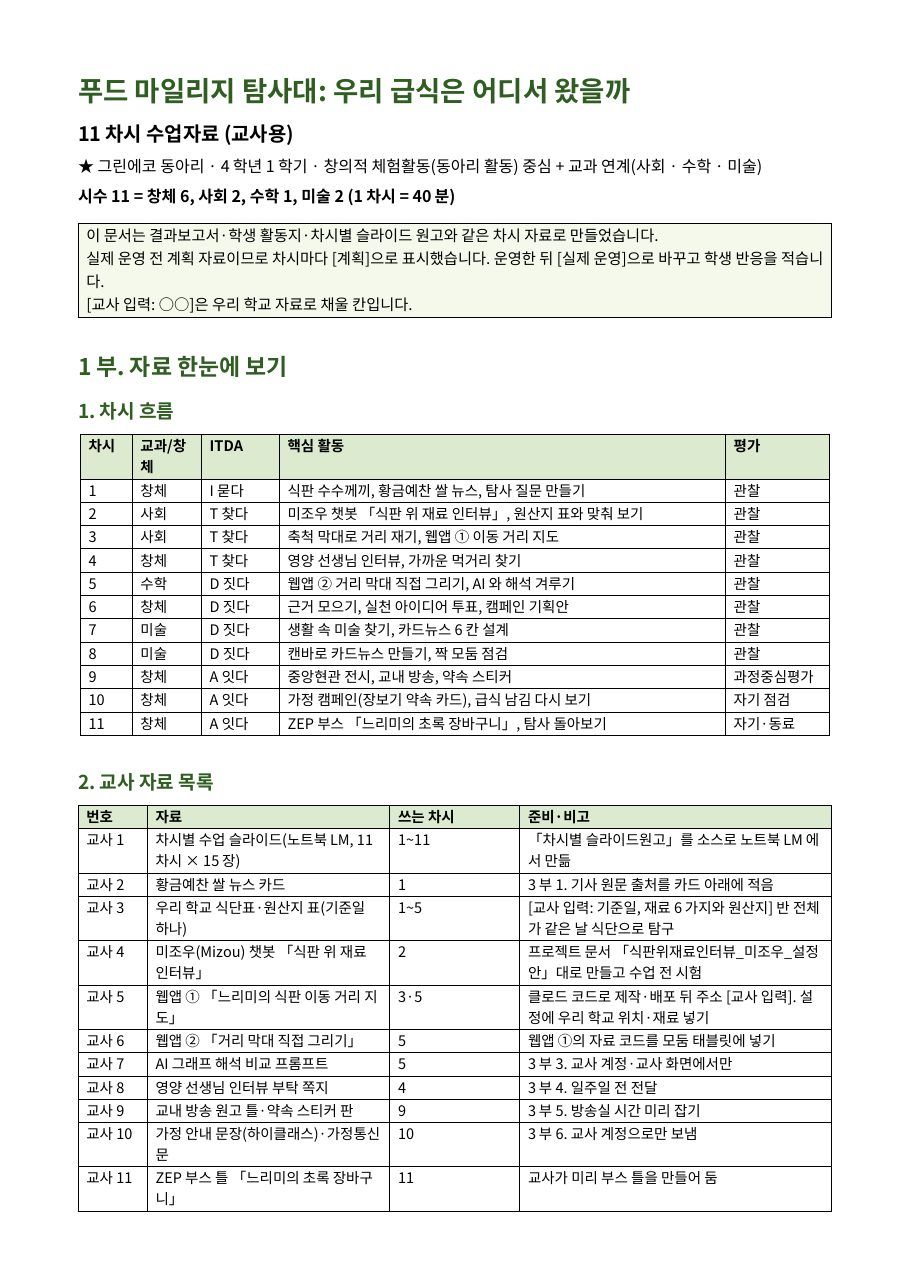 푸드 마일리지 탐사대: 우리 급식은 어디서 왔을까
11 차시 수업자료 (교사용)
★ 그린에코 동아리 · 4 학년 1 학기 · 창의적 체험활동(동아리 활동) 중심 + 교과 연계(사회 · 수학 · 미술)
시수 11 = 창체 6, 사회 2, 수학 1, 미술 2 (1 차시 = 40 분)
이 문서는 결과보고서·학생 활동지·차시별 슬라이드 원고와 같은 차시 자료로 만들었습니다.
실제 운영 전 계획 자료이므로 차시마다 [계획]으로 표시했습니다. 운영한 뒤 [실제 운영]으로 바꾸고 학생 반응을 적습니
다.
[교사 입력: ○○]은 우리 학교 자료로 채울 칸입니다.
1 부. 자료 한눈에 보기
1. 차시 흐름
차시 교과/창 ITDA 핵심 활동 평가
체
1 창체 I 묻다 식판 수수께끼, 황금예찬 쌀 뉴스, 탐사 질문 만들기 관찰
2 사회 T 찾다 미조우 챗봇 「식판 위 재료 인터뷰」, 원산지 표와 맞춰 보기 관찰
3 사회 T 찾다 축척 막대로 거리 재기, 웹앱 ① 이동 거리 지도 관찰
4 창체 T 찾다 영양 선생님 인터뷰, 가까운 먹거리 찾기 관찰
5 수학 D 짓다 웹앱 ② 거리 막대 직접 그리기, AI 와 해석 겨루기 관찰
6 창체 D 짓다 근거 모으기, 실천 아이디어 투표, 캠페인 기획안 관찰
7 미술 D 짓다 생활 속 미술 찾기, 카드뉴스 6 칸 설계 관찰
8 미술 D 짓다 캔바로 카드뉴스 만들기, 짝 모둠 점검 관찰
9 창체 A 잇다 중앙현관 전시, 교내 방송, 약속 스티커 과정중심평가
10 창체 A 잇다 가정 캠페인(장보기 약속 카드), 급식 남김 다시 보기 자기 점검
11 창체 A 잇다 ZEP 부스 「느리미의 초록 장바구니」, 탐사 돌아보기 자기·동료
2. 교사 자료 목록
번호 자료 쓰는 차시 준비·비고
교사 1 차시별 수업 슬라이드(노트북 LM, 11 1~11 「차시별 슬라이드원고」를 소스로 노트북 LM 에
차시 × 15 장) 서 만듦
교사 2 황금예찬 쌀 뉴스 카드 1 3 부 1. 기사 원문 출처를 카드 아래에 적음
교사 3 우리 학교 식단표·원산지 표(기준일 1~5 [교사 입력: 기준일, 재료 6 가지와 원산지] 반 전체
하나) 가 같은 날 식단으로 탐구
교사 4 미조우(Mizou) 챗봇 「식판 위 재료 2 프로젝트 문서 「식판위재료인터뷰_미조우_설정
인터뷰」 안」대로 만들고 수업 전 시험
교사 5 웹앱 ① 「느리미의 식판 이동 거리 지 3·5 클로드 코드로 제작·배포 뒤 주소 [교사 입력]. 설
도」 정에 우리 학교 위치·재료 넣기
교사 6 웹앱 ② 「거리 막대 직접 그리기」 5 웹앱 ①의 자료 코드를 모둠 태블릿에 넣기
교사 7 AI 그래프 해석 비교 프롬프트 5 3 부 3. 교사 계정·교사 화면에서만
교사 8 영양 선생님 인터뷰 부탁 쪽지 4 3 부 4. 일주일 전 전달
교사 9 교내 방송 원고 틀·약속 스티커 판 9 3 부 5. 방송실 시간 미리 잡기
교사 10 가정 안내 문장(하이클래스)·가정통신 10 3 부 6. 교사 계정으로만 보냄
문
교사 11 ZEP 부스 틀 「느리미의 초록 장바구 11 교사가 미리 부스 틀을 만들어 둠
니」